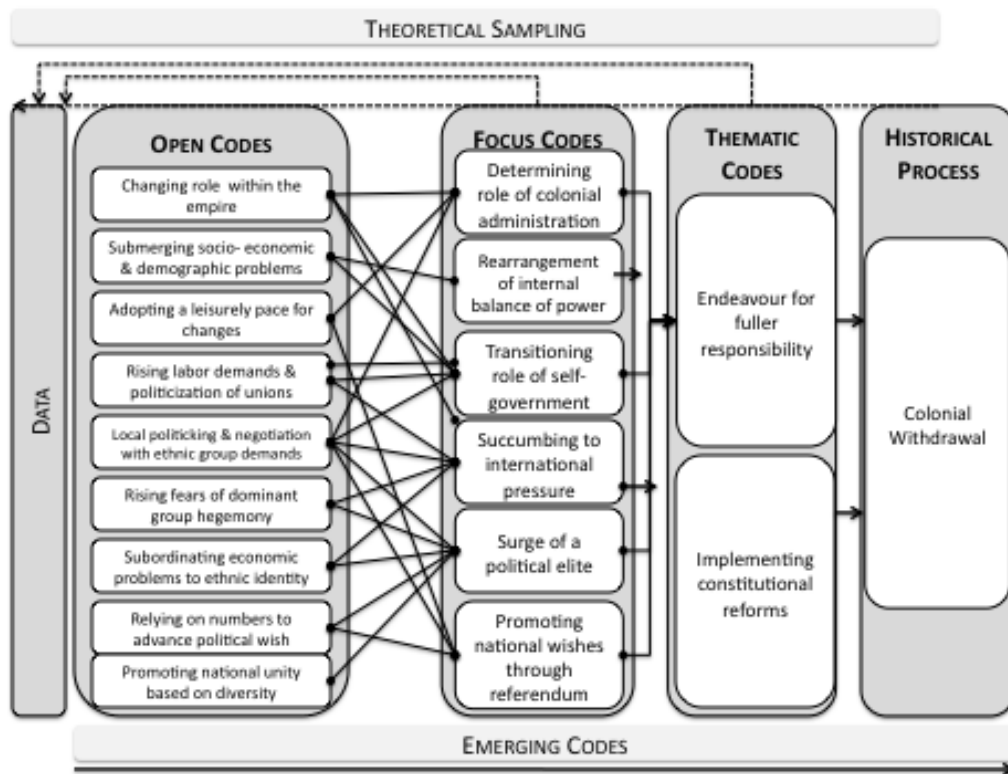 THEORETICAL SAMPLING
DATA
OPEN CODES
Changing role within the
empire
Submerging socio- economic
& demographic problems
Adopting a leisurely pace for
changes
Rising labor demands &
politicization of unions
Local politicking & negotiation
with ethnic group demands
Rising fears of dominant
group hegemony
Subordinating economic
problems to ethnic identity
Relying on numbers to
advance political wish
Promoting national unity
based on diversity
FOCUS CODES
Determining
role of colonial
administration
Rearrangement
of internal
balance of power
Transitioning
role of self-
government
Succumbing to
international
pressure
Surge of a
political elite
Promoting
national wishes
through
referendum
THEMATIC
CODES
Endeavour for
fuller
responsibility
Implementing
constitutional
reforms
HISTORICAL
PROCESS
Colonial
Withdrawal
EMERGING CODES